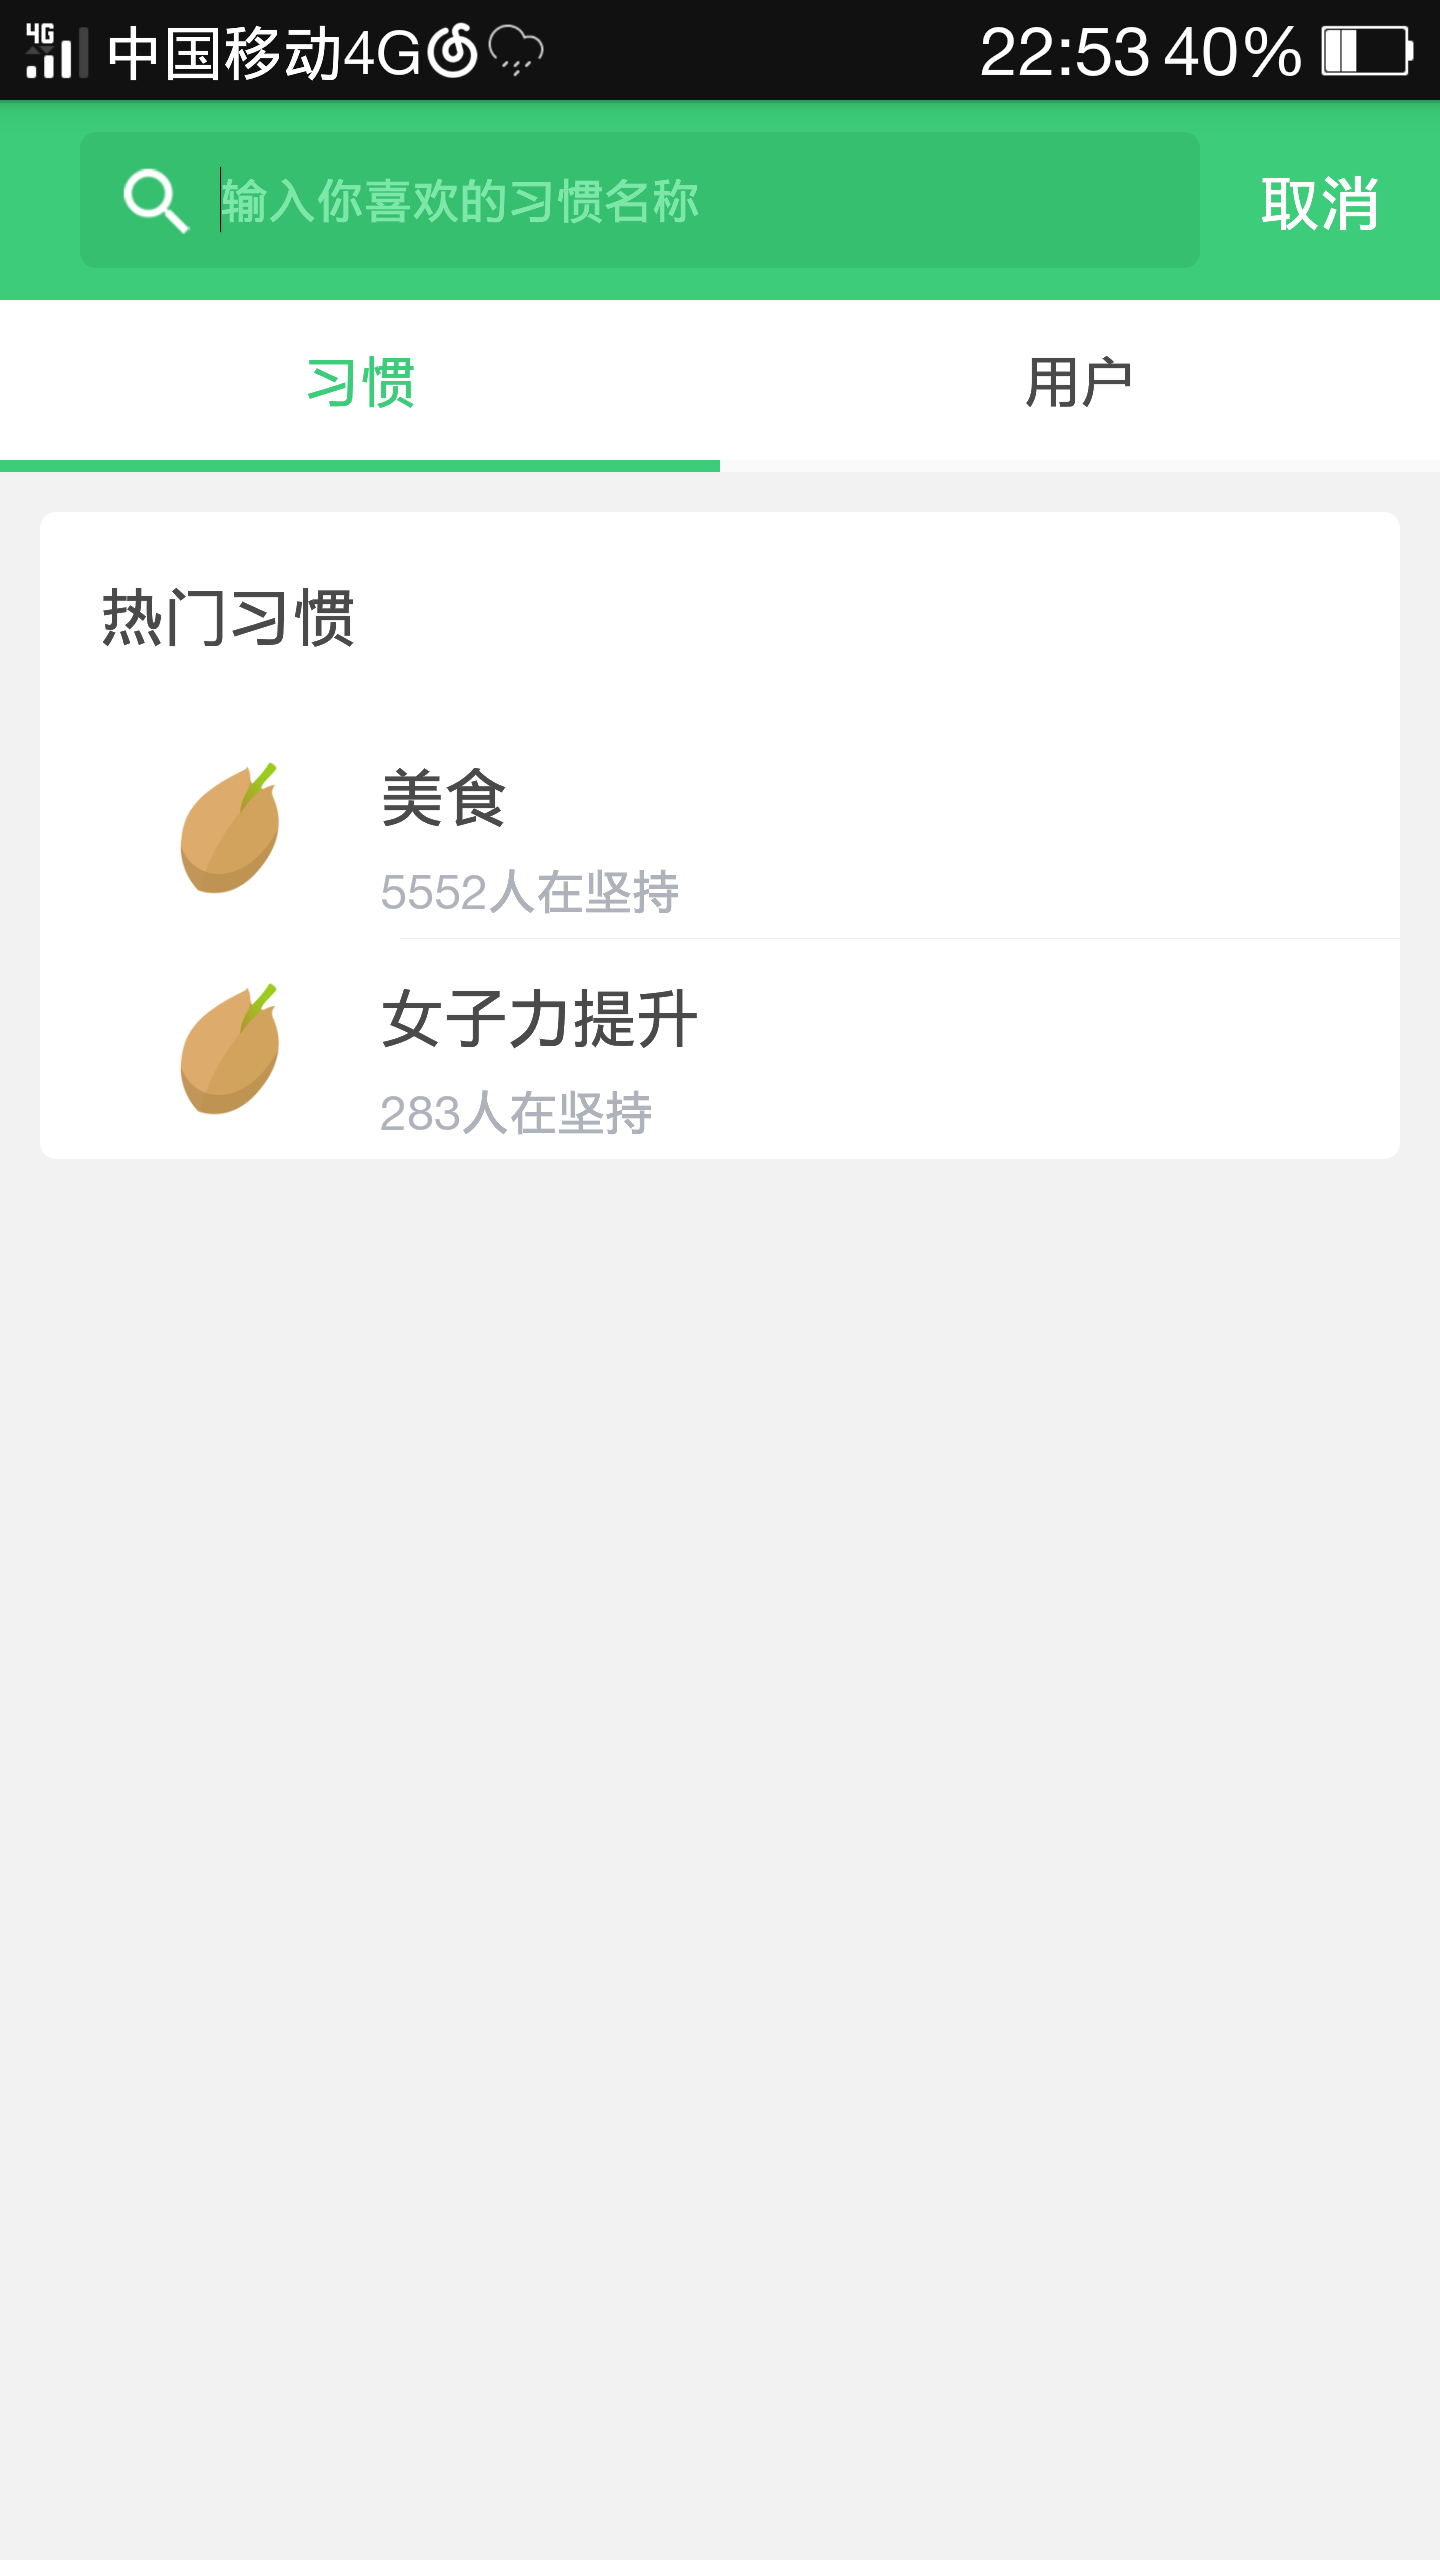 4G 中国移动4G 22:53 40%
输入你喜欢的习惯名称 取消
习惯 用户
热门习惯
美食
5552人在坚持
女子力提升
283人在坚持